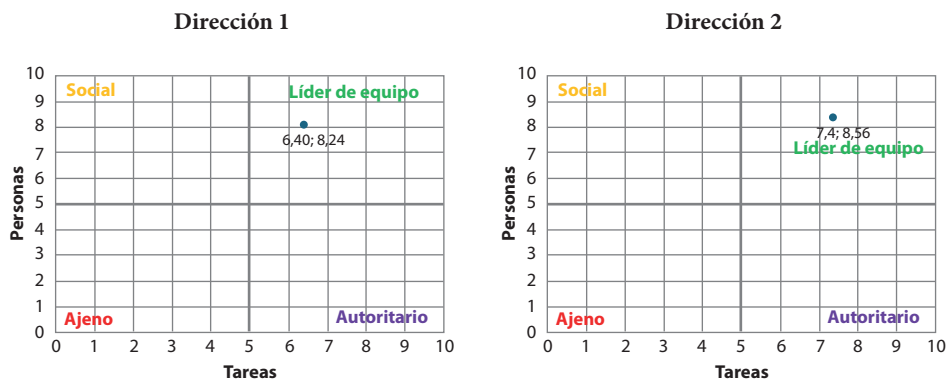 Dirección 1
10
9
8
7
6
5
4
3
2
1
0
Personas
Social
Líder de equipo
6,40; 8,24
Ajeno
Autoritario
0 1 2 3 4 5 6 7 8 9 10
Tareas
Dirección 2
10
9
8
7
6
5
4
3
2
1
0
Personas
Social
7,4; 8,56
Líder de equipo
Ajeno
Autoritario
0 1 2 3 4 5 6 7 8 9 10
Tareas